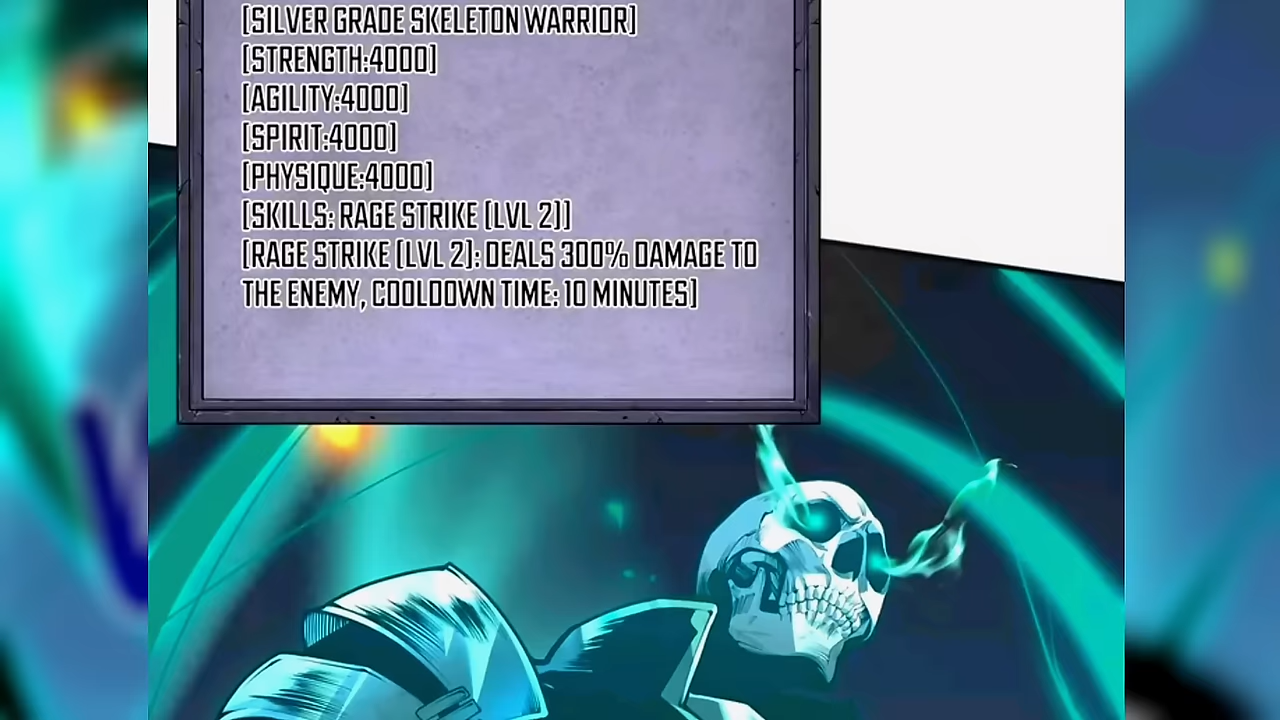 [SILVER GRADE SKELETON WARRIOR]
[STRENGTH:4000]
[AGILITY:4000]
[SPIRIT:4000]
[PHYSIQUE:4000]
[SKILLS: RAGE STRIKE [LVL 2]]
[RAGE STRIKE [LVL 2]: DEALS 300% DAMAGE TO
THE ENEMY, COOLDOWN TIME: 10 MINUTES]